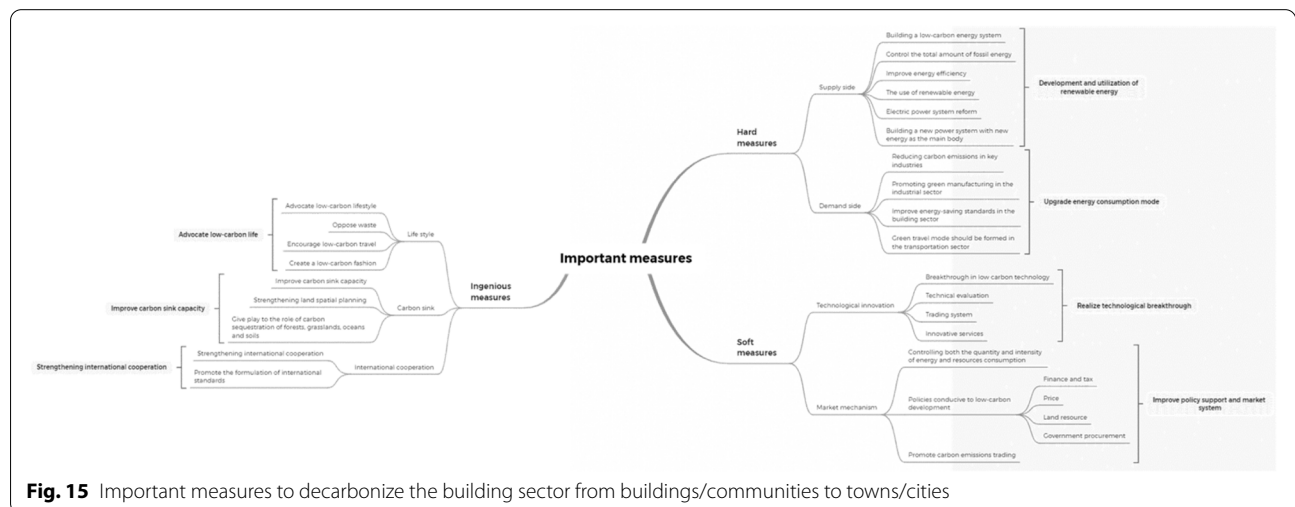 Important measures
Hard
measures
Supply side
Building a low-carbon energy system
Control the total amount of fossil energy
Improve energy efficiency
The use of renewable energy
Electric power system reform
Building a new power system with new
energy as the main body
Development and utilization of
renewable energy
Demand side
Reducing carbon emissions in key
industries
Promoting green manufacturing in the
industrial sector
Improve energy-saving standards in the
building sector
Green travel mode should be formed in
the transportation sector
Upgrade energy consumption mode
Soft
measures
Technological innovation
Breakthrough in low carbon technology
Technical evaluation
Trading system
Innovative services
Realize technological breakthrough
Market mechanism
Controlling both the quantity and intensity
of energy and resources consumption
Policies conducive to low-carbon
development
Finance and tax
Price
Land resource
Government procurement
Promote carbon emissions trading
Improve policy support and market
system
Ingenious
measures
Life style
Advocate low-carbon lifestyle
Oppose waste
Encourage low-carbon travel
Create a low-carbon fashion
Advocate low-carbon life
Carbon sink
Improve carbon sink capacity
Strengthening land spatial planning
Give play to the role of carbon
sequestration of forests, grasslands, oceans
and soils
Improve carbon sink capacity
International cooperation
Strengthening international cooperation
Promote the formulation of international
standards
Strengthening international cooperation
Fig. 15 Important measures to decarbonize the building sector from buildings/communities to towns/cities